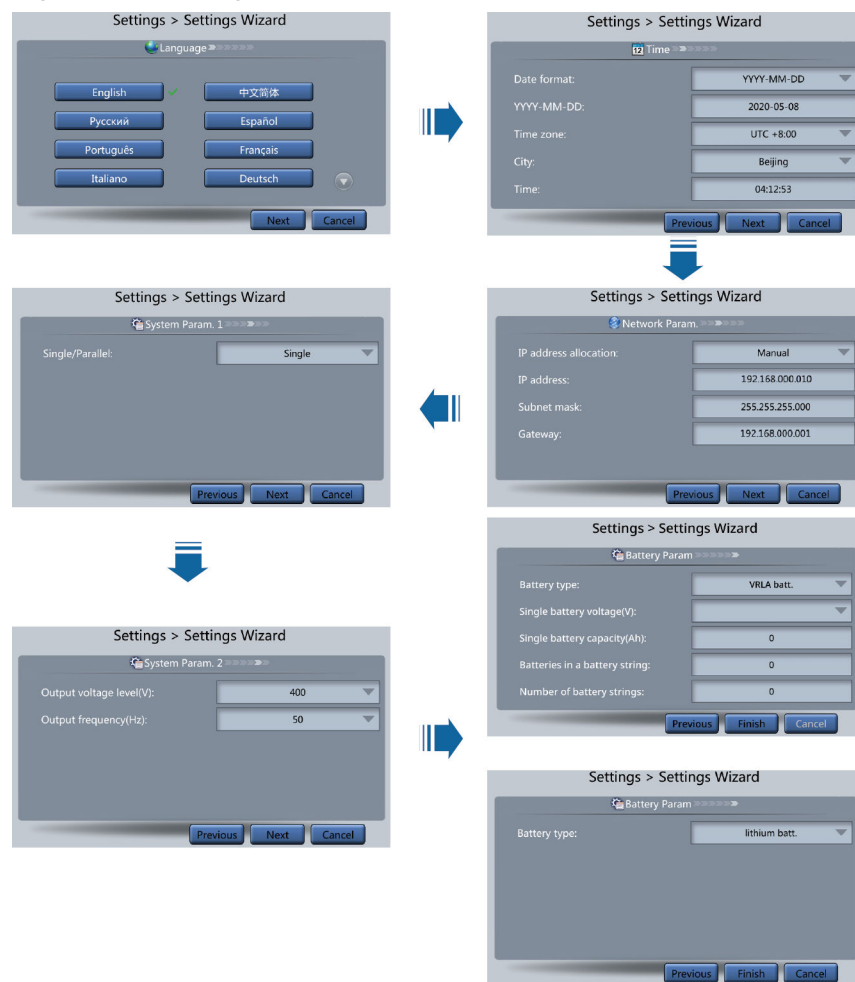 Settings > Settings Wizard
Language
English
中文简体
Русский
Español
Português
Français
Italiano
Deutsch
Next
Cancel
Settings > Settings Wizard
12 Time
Date format:
YYYY-MM-DD
YYYY-MM-DD:
2020-05-08
Time zone:
UTC +8:00
City:
Beijing
Time:
04:12:53
Previous
Next
Cancel
Settings > Settings Wizard
Network Param.
IP address allocation:
Manual
IP address:
192.168.000.010
Subnet mask:
255.255.255.000
Gateway:
192.168.000.001
Previous
Next
Cancel
Settings > Settings Wizard
System Param. 1
Single/Parallel:
Single
Previous
Next
Cancel
Settings > Settings Wizard
System Param. 2
Output voltage level(V):
400
Output frequency(Hz):
50
Previous
Next
Cancel
Settings > Settings Wizard
Battery Param
Battery type:
VRLA batt.
Single battery voltage(V):
Single battery capacity(Ah):
0
Batteries in a battery string:
0
Number of battery strings:
0
Previous
Finish
Cancel
Settings > Settings Wizard
Battery Param
Battery type:
lithium batt.
Previous
Finish
Cancel